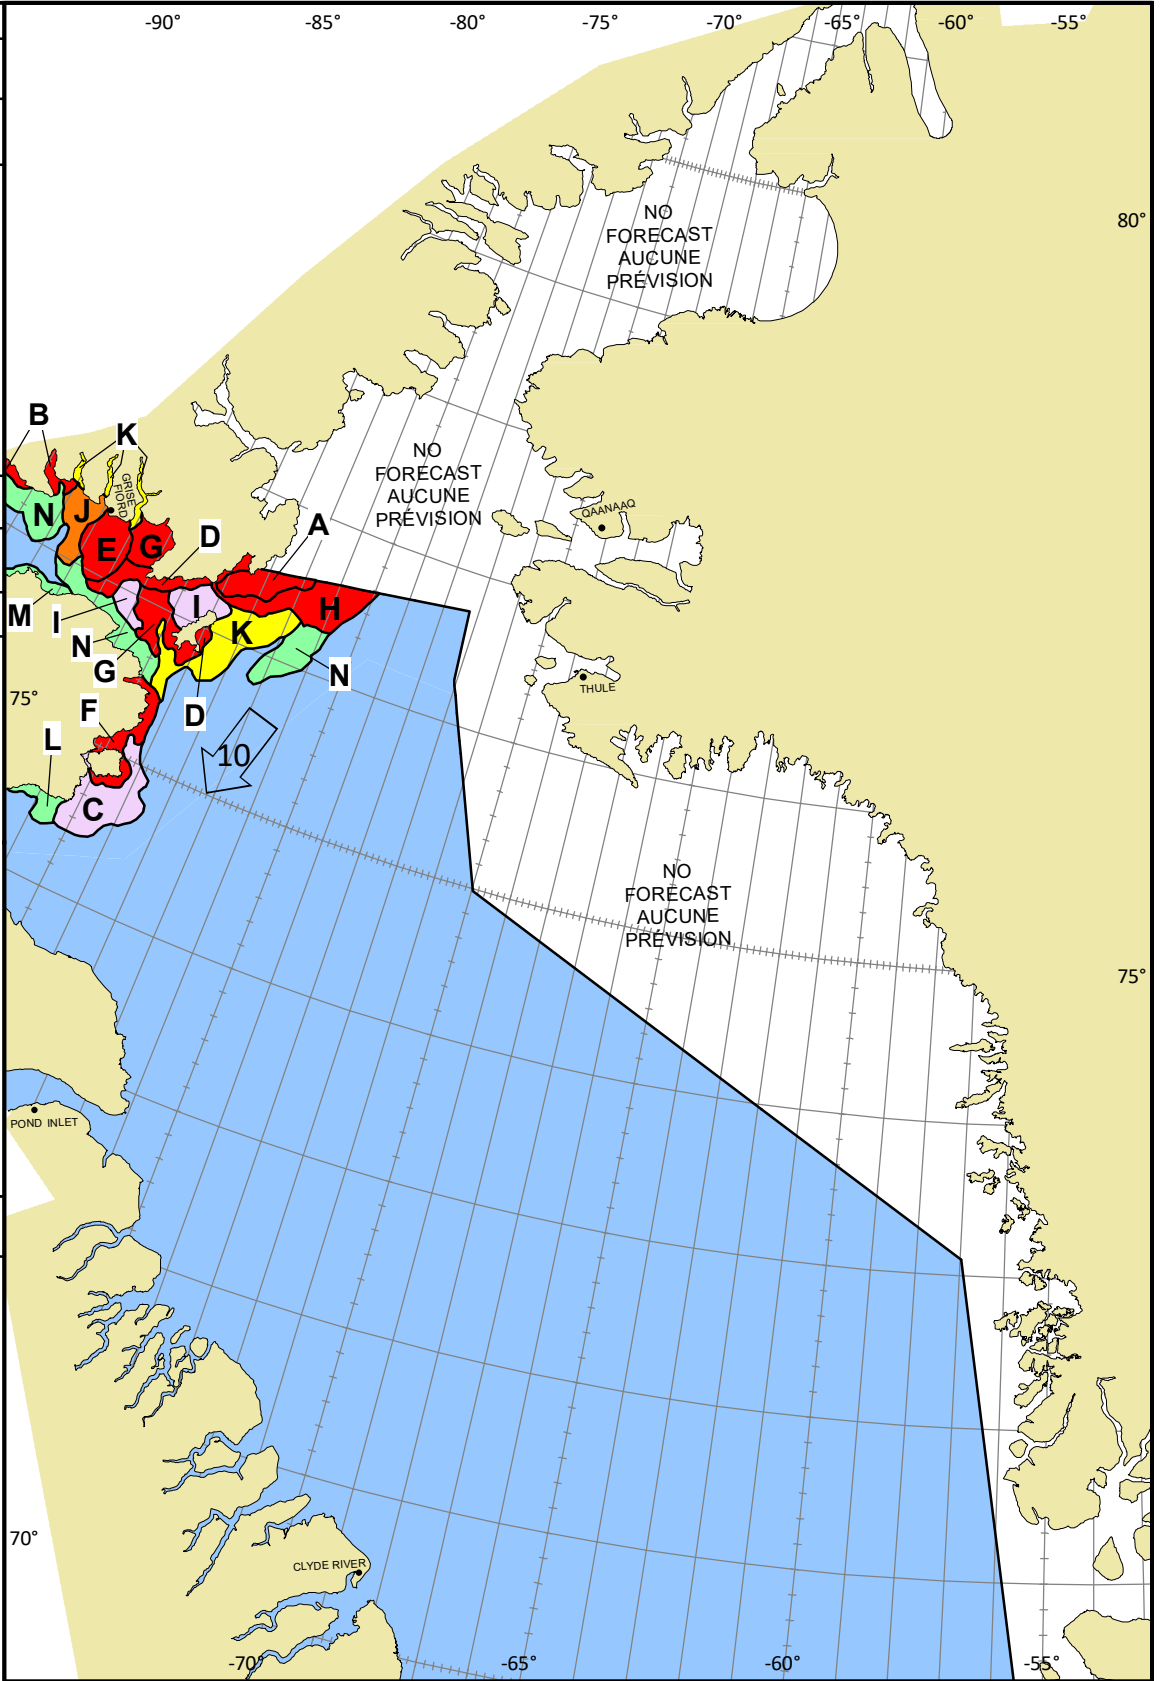 -90°
-85°
-80°
-75°
-70°
-65°
-60°
-55°
80°
NO
FORECAST
AUCUNE
PRÉVISION
NO
FORECAST
AUCUNE
PRÉVISION
B
K
GRISE
FIORD
N
J
E
G
D
A
QAANAAQ
M
I
I
H
N
K
G
N
THULE
75°
F
D
L
10
C
NO
FORECAST
AUCUNE
PRÉVISION
75°
POND INLET
70°
CLYDE RIVER
-70°
-65°
-60°
-55°